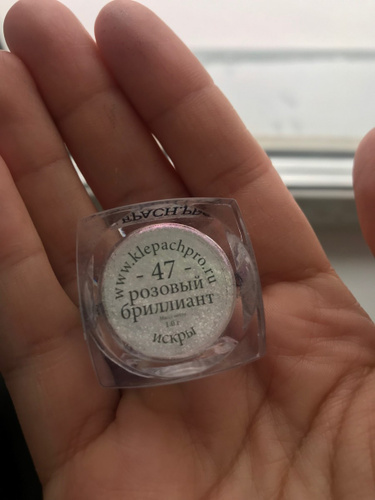 www.klepachpro.ru
- 47 -
розовый
бриллиант
искры